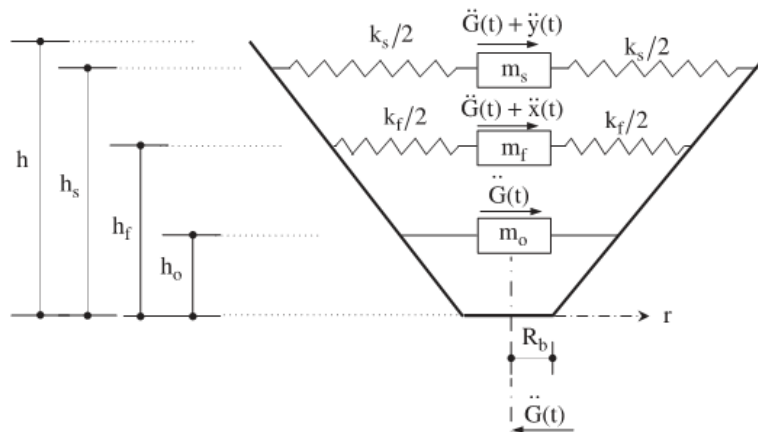 G̈(t) + ÿ(t)
k_s/2
k_s/2
m_s
G̈(t) + ẍ(t)
k_f/2
k_f/2
m_f
G̈(t)
m_o
h
h_s
h_f
h_o
r
R_b
G̈(t)